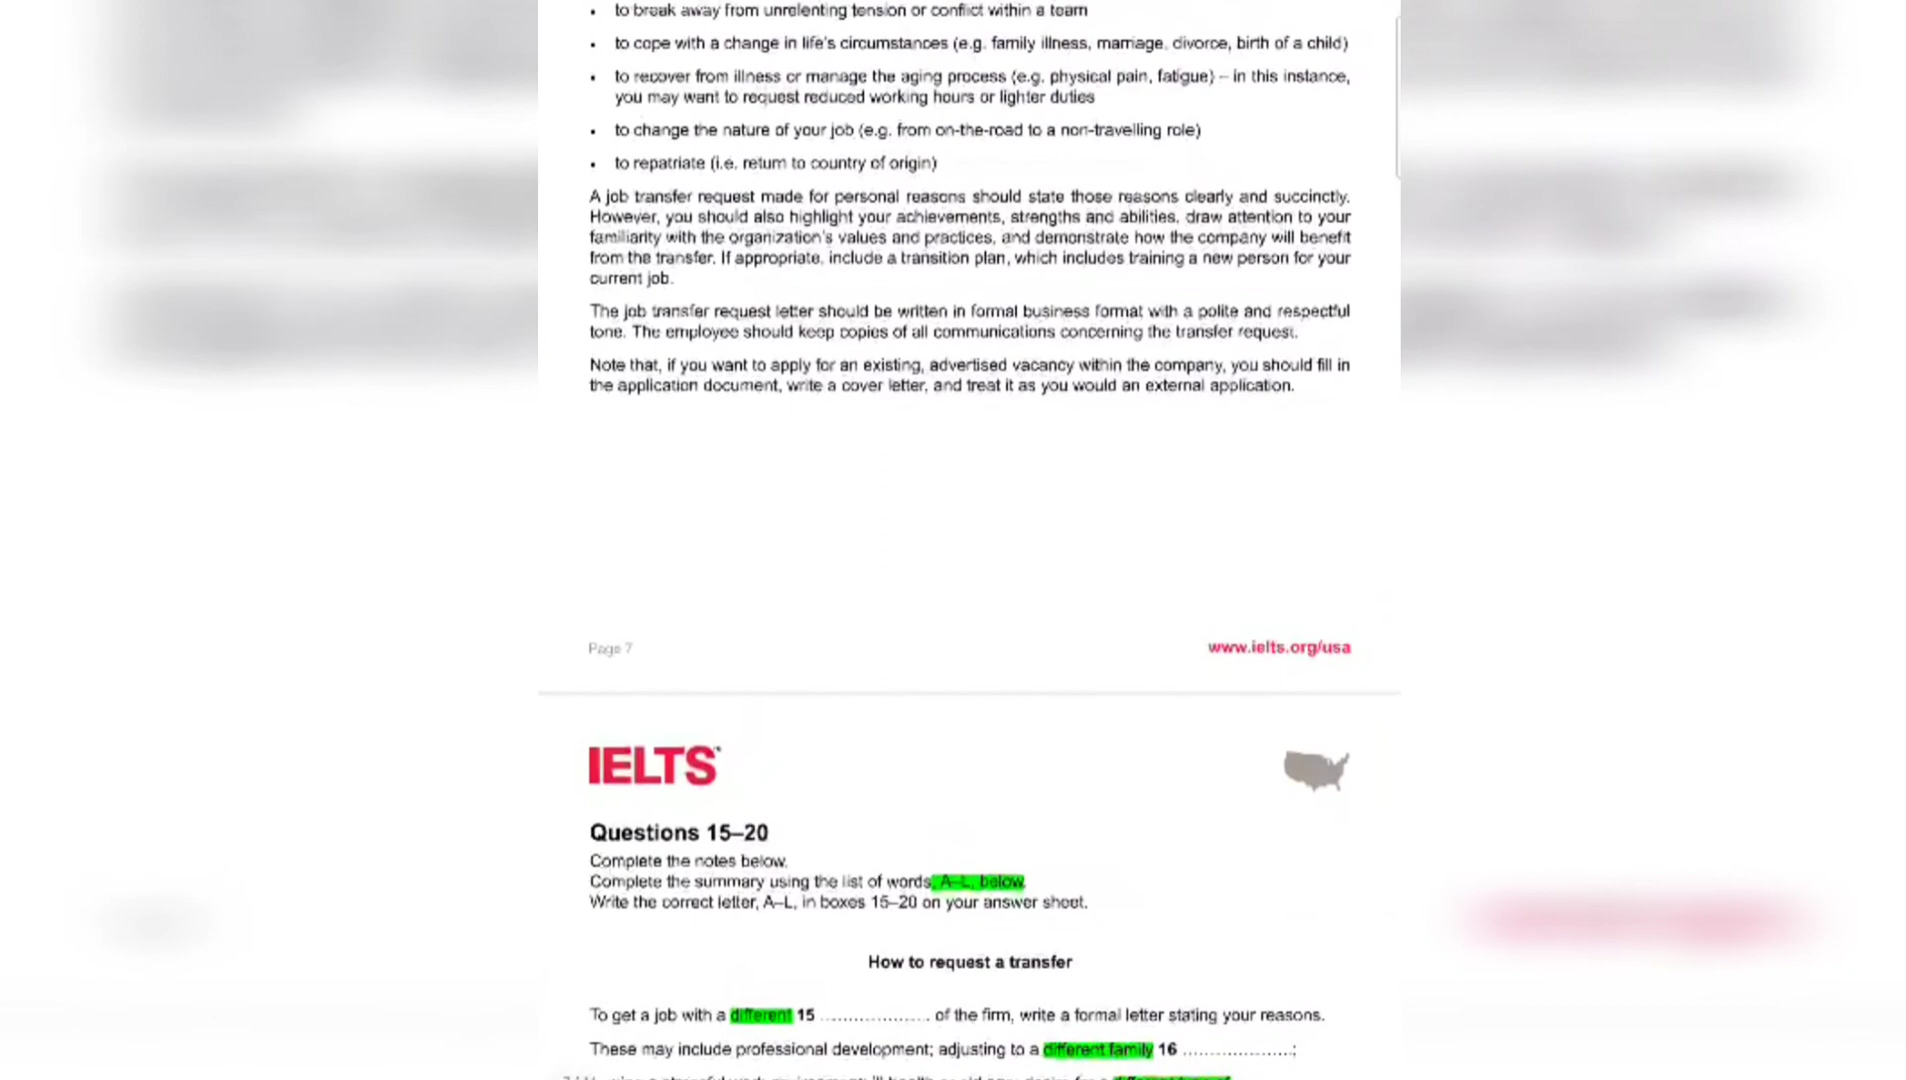 • to break away from unrelenting tension or conflict within a team
• to cope with a change in life's circumstances (e.g. family illness, marriage, divorce, birth of a child)
• to recover from illness or manage the aging process (e.g. physical pain, fatigue) – in this instance,
you may want to request reduced working hours or lighter duties
• to change the nature of your job (e.g. from on-the-road to a non-travelling role)
• to repatriate (i.e. return to country of origin)
A job transfer request made for personal reasons should state those reasons clearly and succinctly.
However, you should also highlight your achievements, strengths and abilities, draw attention to your
familiarity with the organization's values and practices, and demonstrate how the company will benefit
from the transfer. If appropriate, include a transition plan, which includes training a new person for your
current job.
The job transfer request letter should be written in formal business format with a polite and respectful
tone. The employee should keep copies of all communications concerning the transfer request.
Note that, if you want to apply for an existing, advertised vacancy within the company, you should fill in
the application document, write a cover letter, and treat it as you would an external application.
Page 7
www.ielts.org/usa
IELTS™
Questions 15–20
Complete the notes below.
Complete the summary using the list of words, A–L, below.
Write the correct letter, A–L, in boxes 15–20 on your answer sheet.
How to request a transfer
To get a job with a different 15 .................... of the firm, write a formal letter stating your reasons.
These may include professional development; adjusting to a different family 16 ....................;